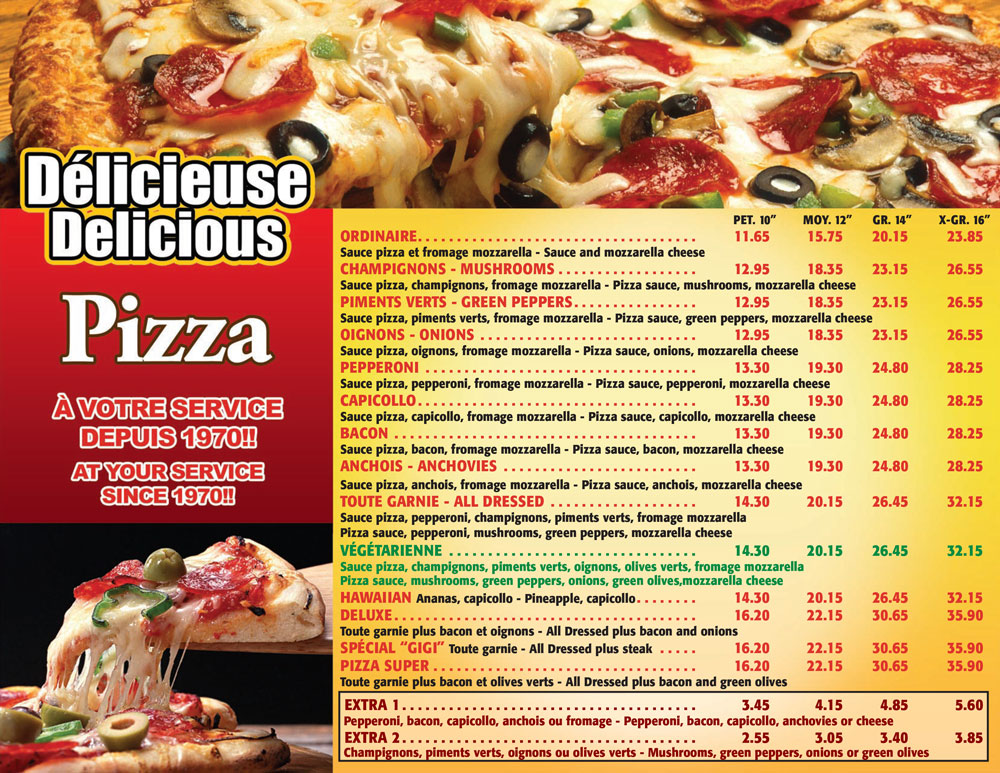 Délicieuse
Delicious
Pizza
À VOTRE SERVICE
DEPUIS 1970!!
AT YOUR SERVICE
SINCE 1970!!
PET. 10” MOY. 12” GR. 14” X-GR. 16”
ORDINAIRE 11.65 15.75 20.15 23.85
Sauce pizza et fromage mozzarella - Sauce and mozzarella cheese
CHAMPIGNONS - MUSHROOMS 12.95 18.35 23.15 26.55
Sauce pizza, champignons, fromage mozzarella - Pizza sauce, mushrooms, mozzarella cheese
PIMENTS VERTS - GREEN PEPPERS 12.95 18.35 23.15 26.55
Sauce pizza, piments verts, fromage mozzarella - Pizza sauce, green peppers, mozzarella cheese
OIGNONS - ONIONS 12.95 18.35 23.15 26.55
Sauce pizza, oignons, fromage mozzarella - Pizza sauce, onions, mozzarella cheese
PEPPERONI 13.30 19.30 24.80 28.25
Sauce pizza, pepperoni, fromage mozzarella - Pizza sauce, pepperoni, mozzarella cheese
CAPICOLLO 13.30 19.30 24.80 28.25
Sauce pizza, capicollo, fromage mozzarella - Pizza sauce, capicollo, mozzarella cheese
BACON 13.30 19.30 24.80 28.25
Sauce pizza, bacon, fromage mozzarella - Pizza sauce, bacon, mozzarella cheese
ANCHOIS - ANCHOVIES 13.30 19.30 24.80 28.25
Sauce pizza, anchois, fromage mozzarella - Pizza sauce, anchois, mozzarella cheese
TOUTE GARNIE - ALL DRESSED 14.30 20.15 26.45 32.15
Sauce pizza, pepperoni, champignons, piments verts, fromage mozzarella
Pizza sauce, pepperoni, mushrooms, green peppers, mozzarella cheese
VÉGÉTARIENNE 14.30 20.15 26.45 32.15
Sauce pizza, champignons, piments verts, oignons, olives verts, fromage mozzarella
Pizza sauce, mushrooms, green peppers, onions, green olives,mozzarella cheese
HAWAIIAN Ananas, capicollo - Pineapple, capicollo 14.30 20.15 26.45 32.15
DELUXE 16.20 22.15 30.65 35.90
Toute garnie plus bacon et oignons - All Dressed plus bacon and onions
SPÉCIAL “GIGI” Toute garnie - All Dressed plus steak 16.20 22.15 30.65 35.90
PIZZA SUPER 16.20 22.15 30.65 35.90
Toute garnie plus bacon et olives verts - All Dressed plus bacon and green olives
EXTRA 1 3.45 4.15 4.85 5.60
Pepperoni, bacon, capicollo, anchois ou fromage - Pepperoni, bacon, capicollo, anchovies or cheese
EXTRA 2 2.55 3.05 3.40 3.85
Champignons, piments verts, oignons ou olives verts - Mushrooms, green peppers, onions or green olives